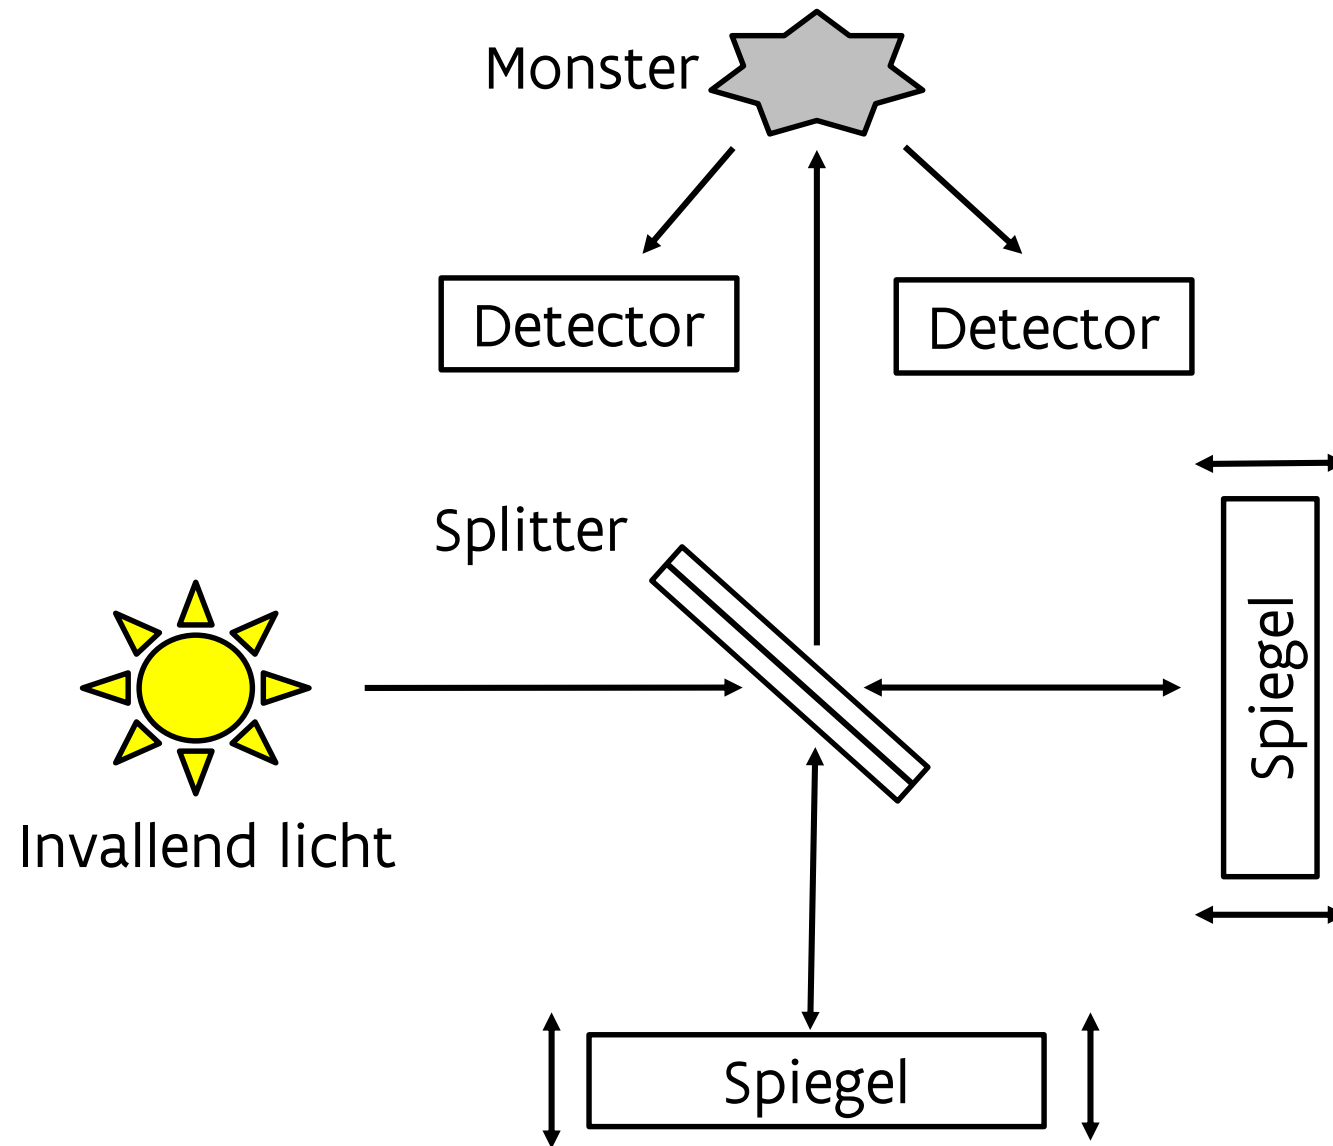 Monster
Detector
Detector
Splitter
Spiegel
Invallend licht
Spiegel